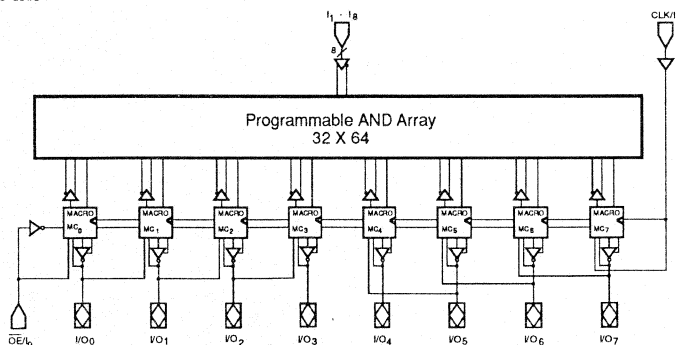 I1 - I8
CLK/I
8
Programmable AND Array
32 X 64
MACRO MACRO MACRO MACRO MACRO MACRO MACRO MACRO
MC0 MC1 MC2 MC3 MC4 MC5 MC6 MC7
OE/I0 I/O0 I/O1 I/O2 I/O3 I/O4 I/O5 I/O6 I/O7